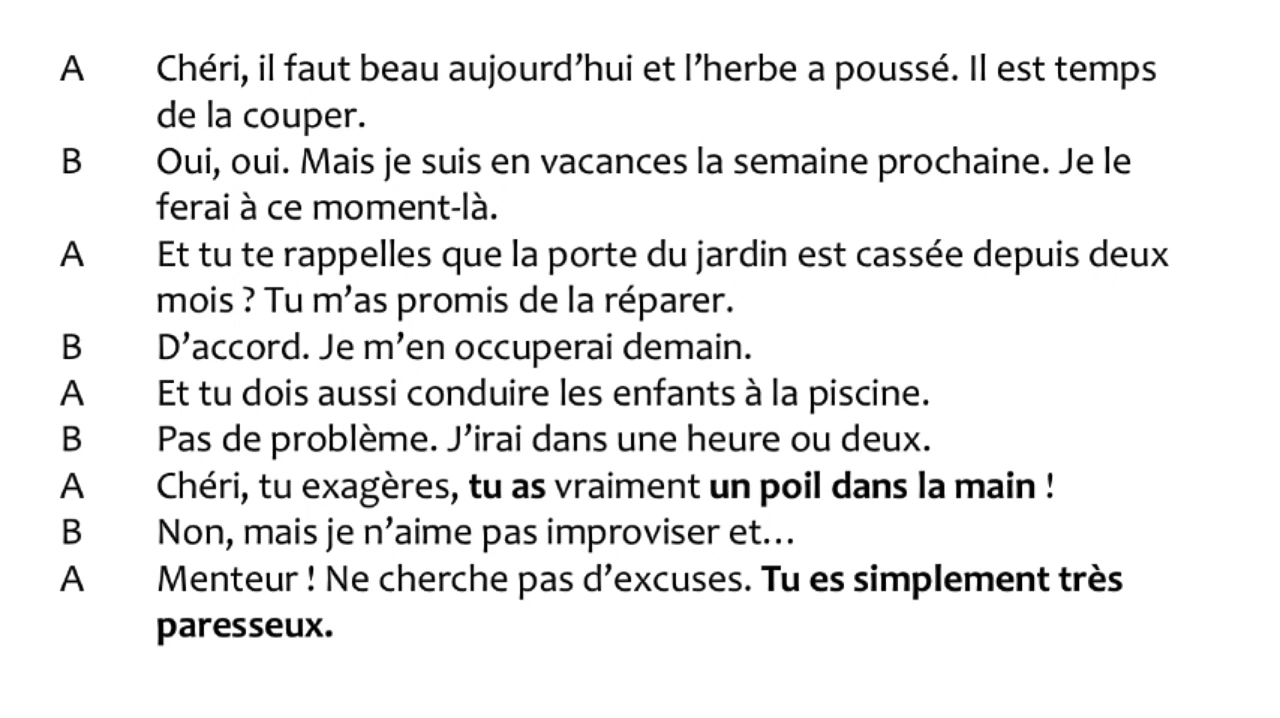 A Chéri, il faut beau aujourd’hui et l’herbe a poussé. Il est temps
de la couper.
B Oui, oui. Mais je suis en vacances la semaine prochaine. Je le
ferai à ce moment-là.
A Et tu te rappelles que la porte du jardin est cassée depuis deux
mois ? Tu m’as promis de la réparer.
B D’accord. Je m’en occuperai demain.
A Et tu dois aussi conduire les enfants à la piscine.
B Pas de problème. J’irai dans une heure ou deux.
A Chéri, tu exagères, tu as vraiment un poil dans la main !
B Non, mais je n’aime pas improviser et…
A Menteur ! Ne cherche pas d’excuses. Tu es simplement très
paresseux.